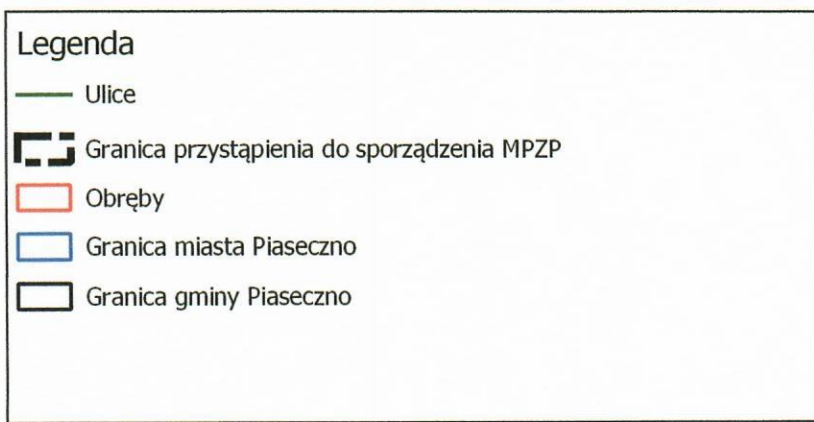 Legenda
Ulice
Granica przystąpienia do sporządzenia MPZP
Obręby
Granica miasta Piaseczno
Granica gminy Piaseczno